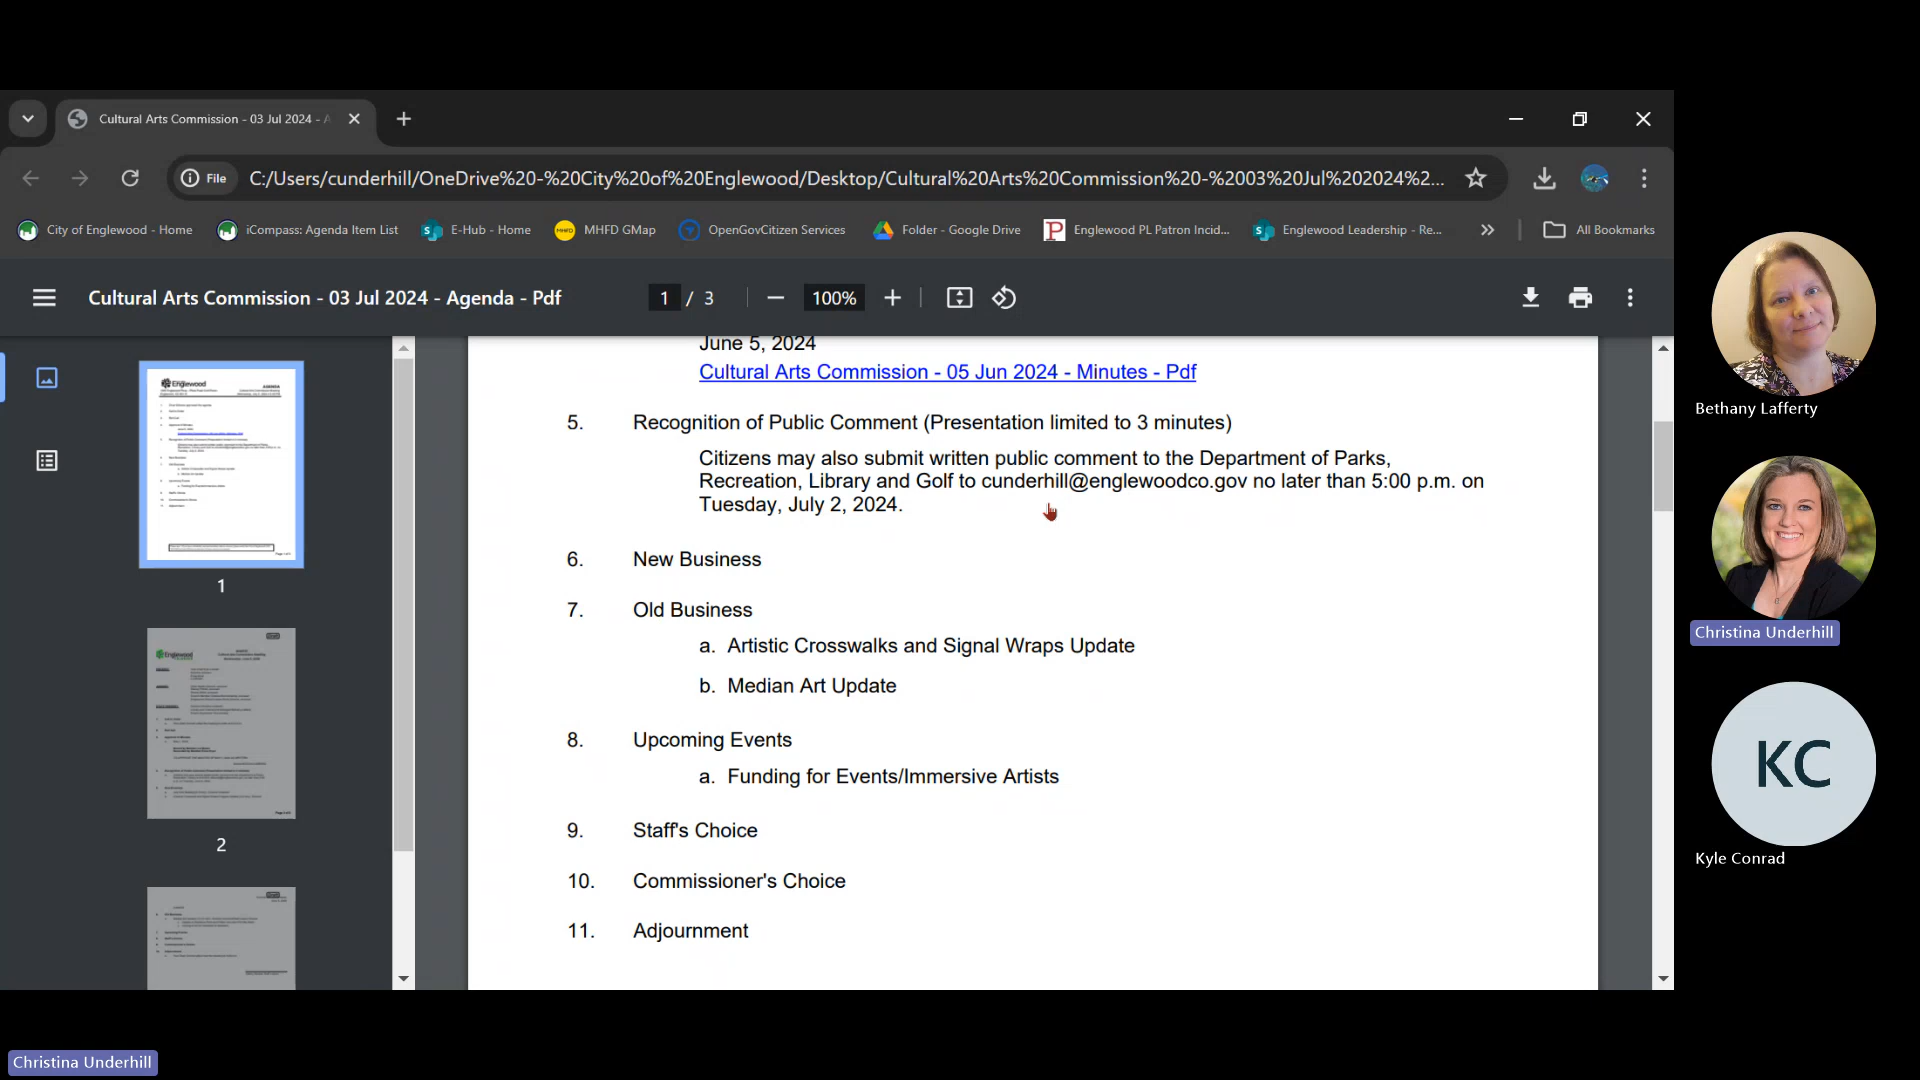 Cultural Arts Commission - 03 Jul 2024 - A
File
C:/Users/cunderhill/OneDrive%20-%20City%20of%20Englewood/Desktop/Cultural%20Arts%20Commission%20-%2003%20Jul%202024%2...
City of Englewood - Home
iCompass: Agenda Item List
E-Hub - Home
MHFD GMap
OpenGovCitizen Services
Folder - Google Drive
Englewood PL Patron Incid...
Englewood Leadership - Re...
All Bookmarks
Cultural Arts Commission - 03 Jul 2024 - Agenda - Pdf
1 / 3
100%
June 5, 2024
Cultural Arts Commission - 05 Jun 2024 - Minutes - Pdf
5. Recognition of Public Comment (Presentation limited to 3 minutes)
Citizens may also submit written public comment to the Department of Parks,
Recreation, Library and Golf to cunderhill@englewoodco.gov no later than 5:00 p.m. on
Tuesday, July 2, 2024.
6. New Business
7. Old Business
a. Artistic Crosswalks and Signal Wraps Update
b. Median Art Update
8. Upcoming Events
a. Funding for Events/Immersive Artists
9. Staff's Choice
10. Commissioner's Choice
11. Adjournment
Englewood
1
Englewood
2
Bethany Lafferty
Christina Underhill
KC
Kyle Conrad
Christina Underhill